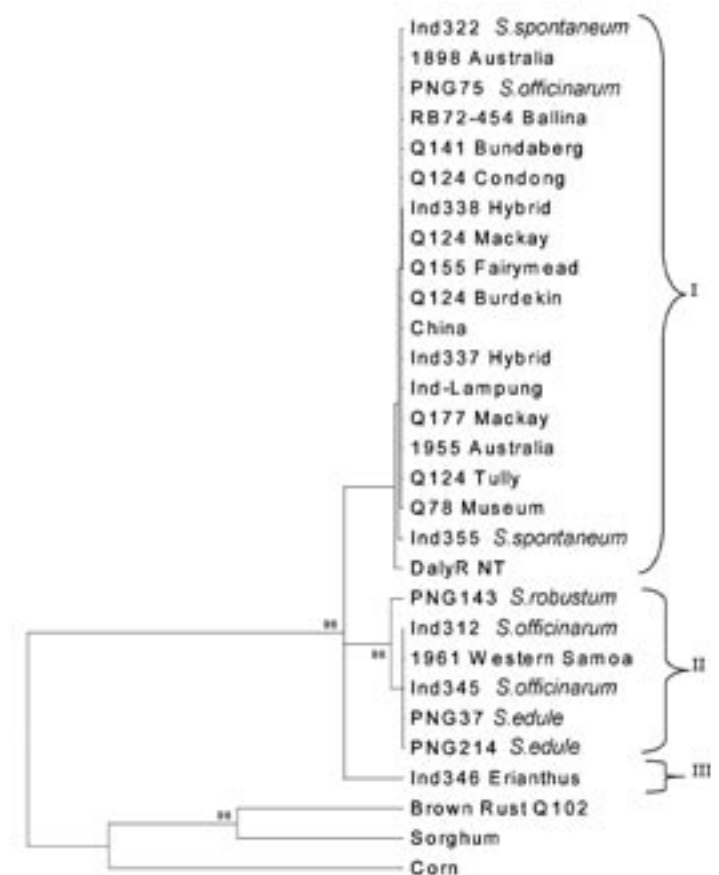 Ind322 S.spontaneum
1898 Australia
PNG75 S.officinarum
RB72-454 Ballina
Q141 Bundaberg
Q124 Condong
Ind338 Hybrid
Q124 Mackay
Q155 Fairymead
Q124 Burdekin
I
China
Ind337 Hybrid
Ind-Lampung
Q177 Mackay
1955 Australia
Q124 Tully
Q78 Museum
Ind355 S.spontaneum
DalyR NT
PNG143 S.robustum
Ind312 S.officinarum
1961 Western Samoa
II
Ind345 S.officinarum
PNG37 S.edule
PNG214 S.edule
Ind346 Erianthus
III
Brown Rust Q102
Sorghum
Corn